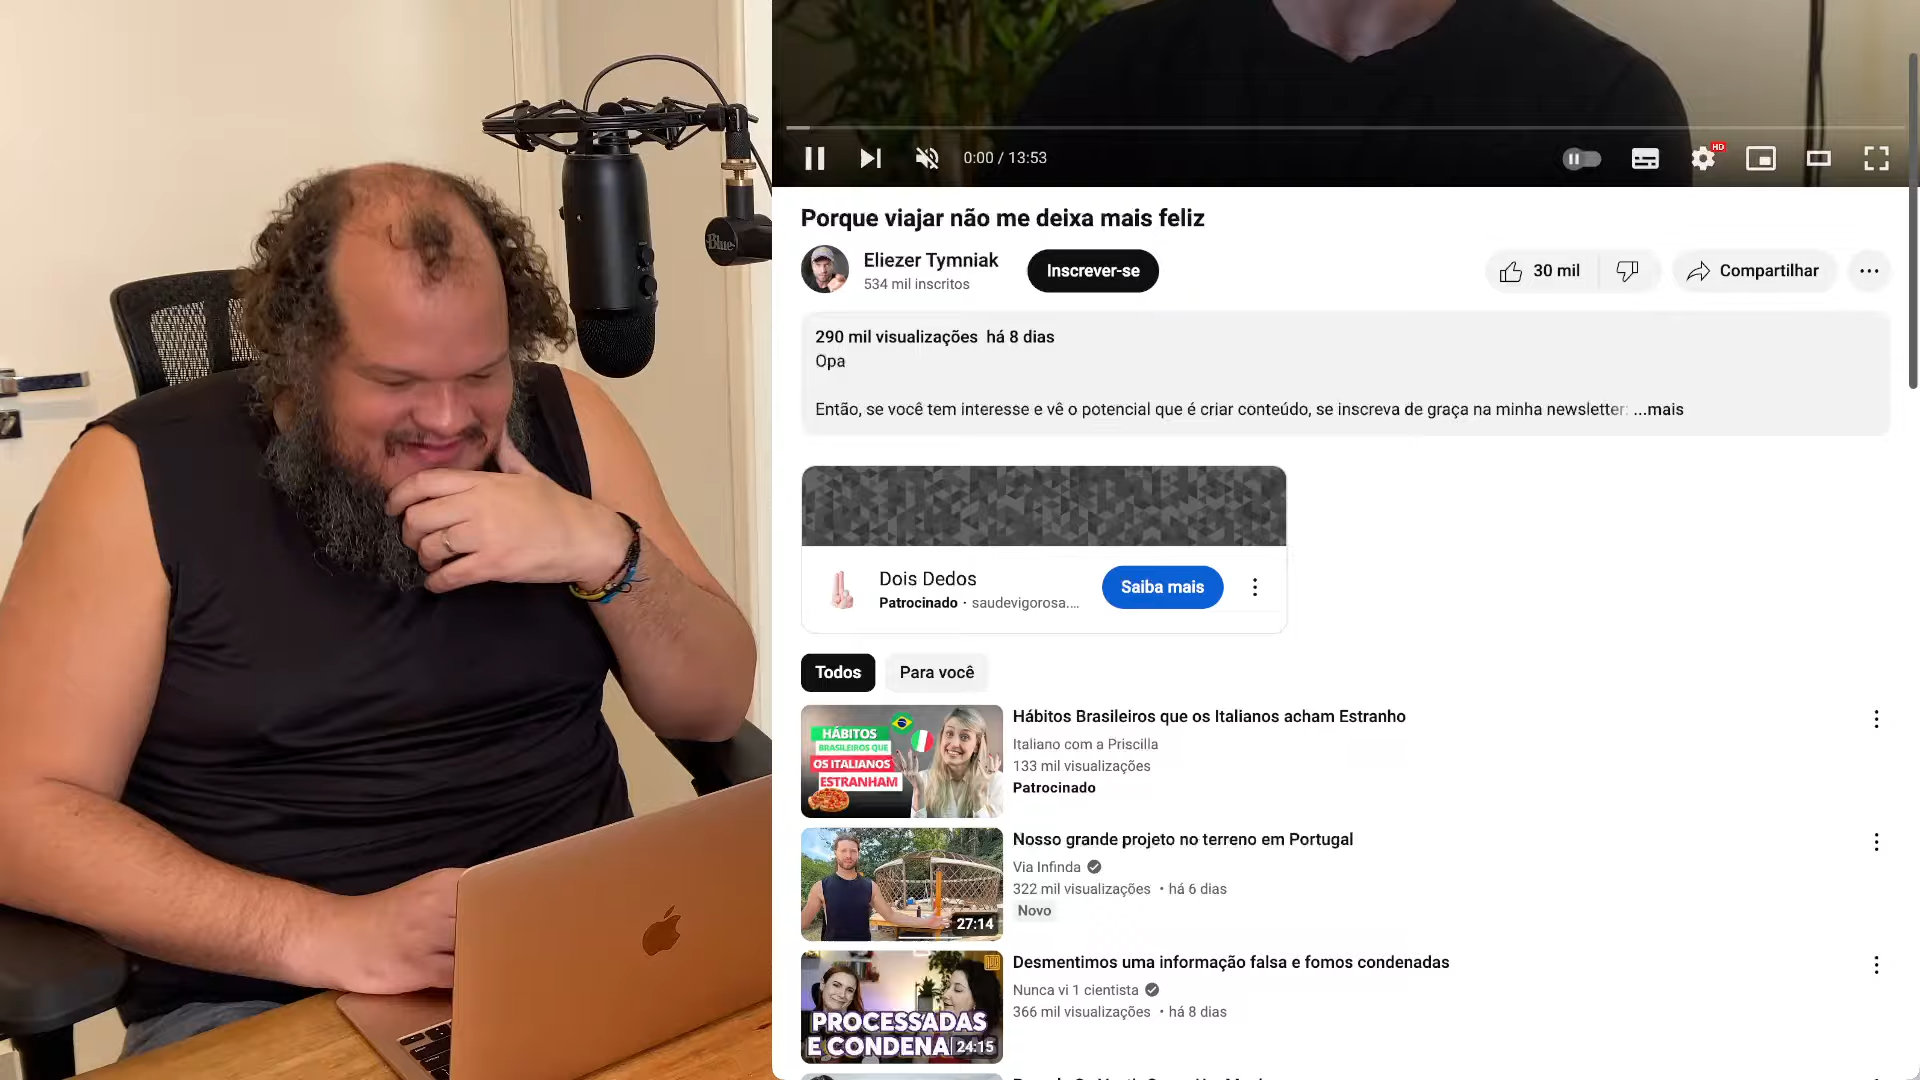 Blue
0:00 / 13:53
HD
Porque viajar não me deixa mais feliz
Eliezer Tymniak
534 mil inscritos
Inscrever-se
30 mil
Compartilhar
290 mil visualizações há 8 dias
Opa
Então, se você tem interesse e vê o potencial que é criar conteúdo, se inscreva de graça na minha newsletter: ...mais
Dois Dedos
Patrocinado · saudevigorosa....
Saiba mais
Todos
Para você
HÁBITOS
BRASILEIROS QUE
OS ITALIANOS
ESTRANHAM
Hábitos Brasileiros que os Italianos acham Estranho
Italiano com a Priscilla
133 mil visualizações
Patrocinado
27:14
Nosso grande projeto no terreno em Portugal
Via Infinda
322 mil visualizações • há 6 dias
Novo
PROCESSADAS
E CONDENA
24:15
Desmentimos uma informação falsa e fomos condenadas
Nunca vi 1 cientista
366 mil visualizações • há 8 dias